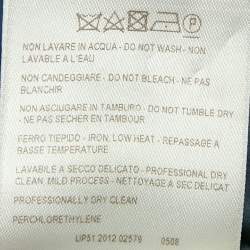 NON LAVARE IN ACQUA - DO NOT WASH - NON
LAVABLE A L'EAU
NON CANDEGGIARE - DO NOT BLEACH - NE PAS
BLANCHIR
NON ASCIUGARE IN TAMBURO - DO NOT TUMBLE DRY
- NE PAS SECHER EN TAMBOUR
FERRO TIEPIDO - IRON, LOW HEAT - REPASSAGE A
BASSE TEMPERATURE
LAVABILE A SECCO DELICATO - PROFESSIONAL DRY
CLEAN MILD PROCESS - NETTOYAGE A SEC DELICAT
PROFESSIONALLY DRY CLEAN
PERCHLORETHYLENE
UP51 2012 02579 0508